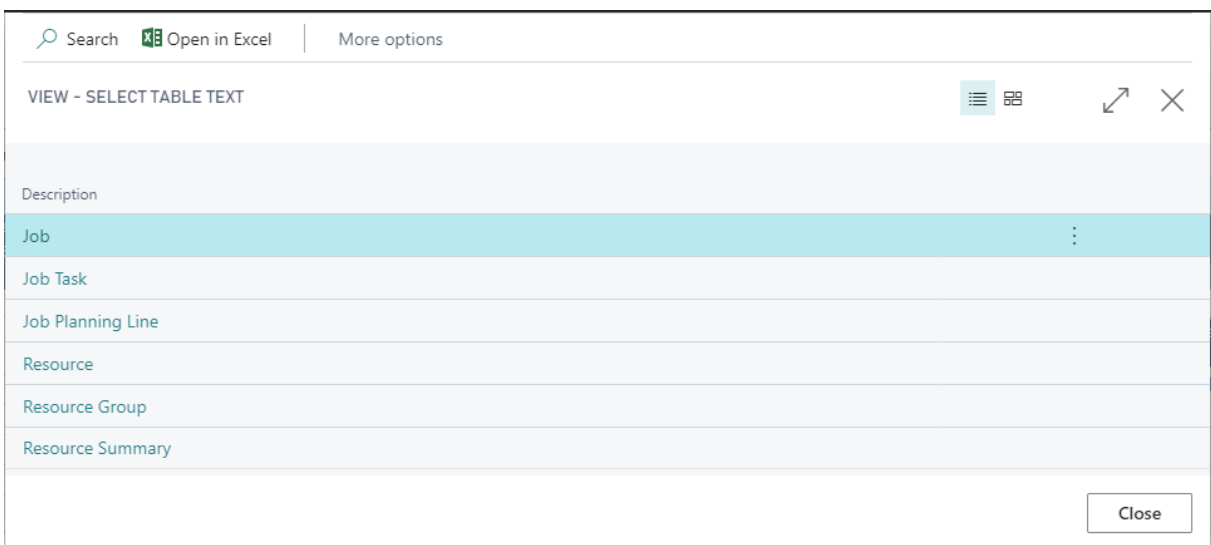 Search Open in Excel More options
VIEW - SELECT TABLE TEXT
Description
Job
Job Task
Job Planning Line
Resource
Resource Group
Resource Summary
Close